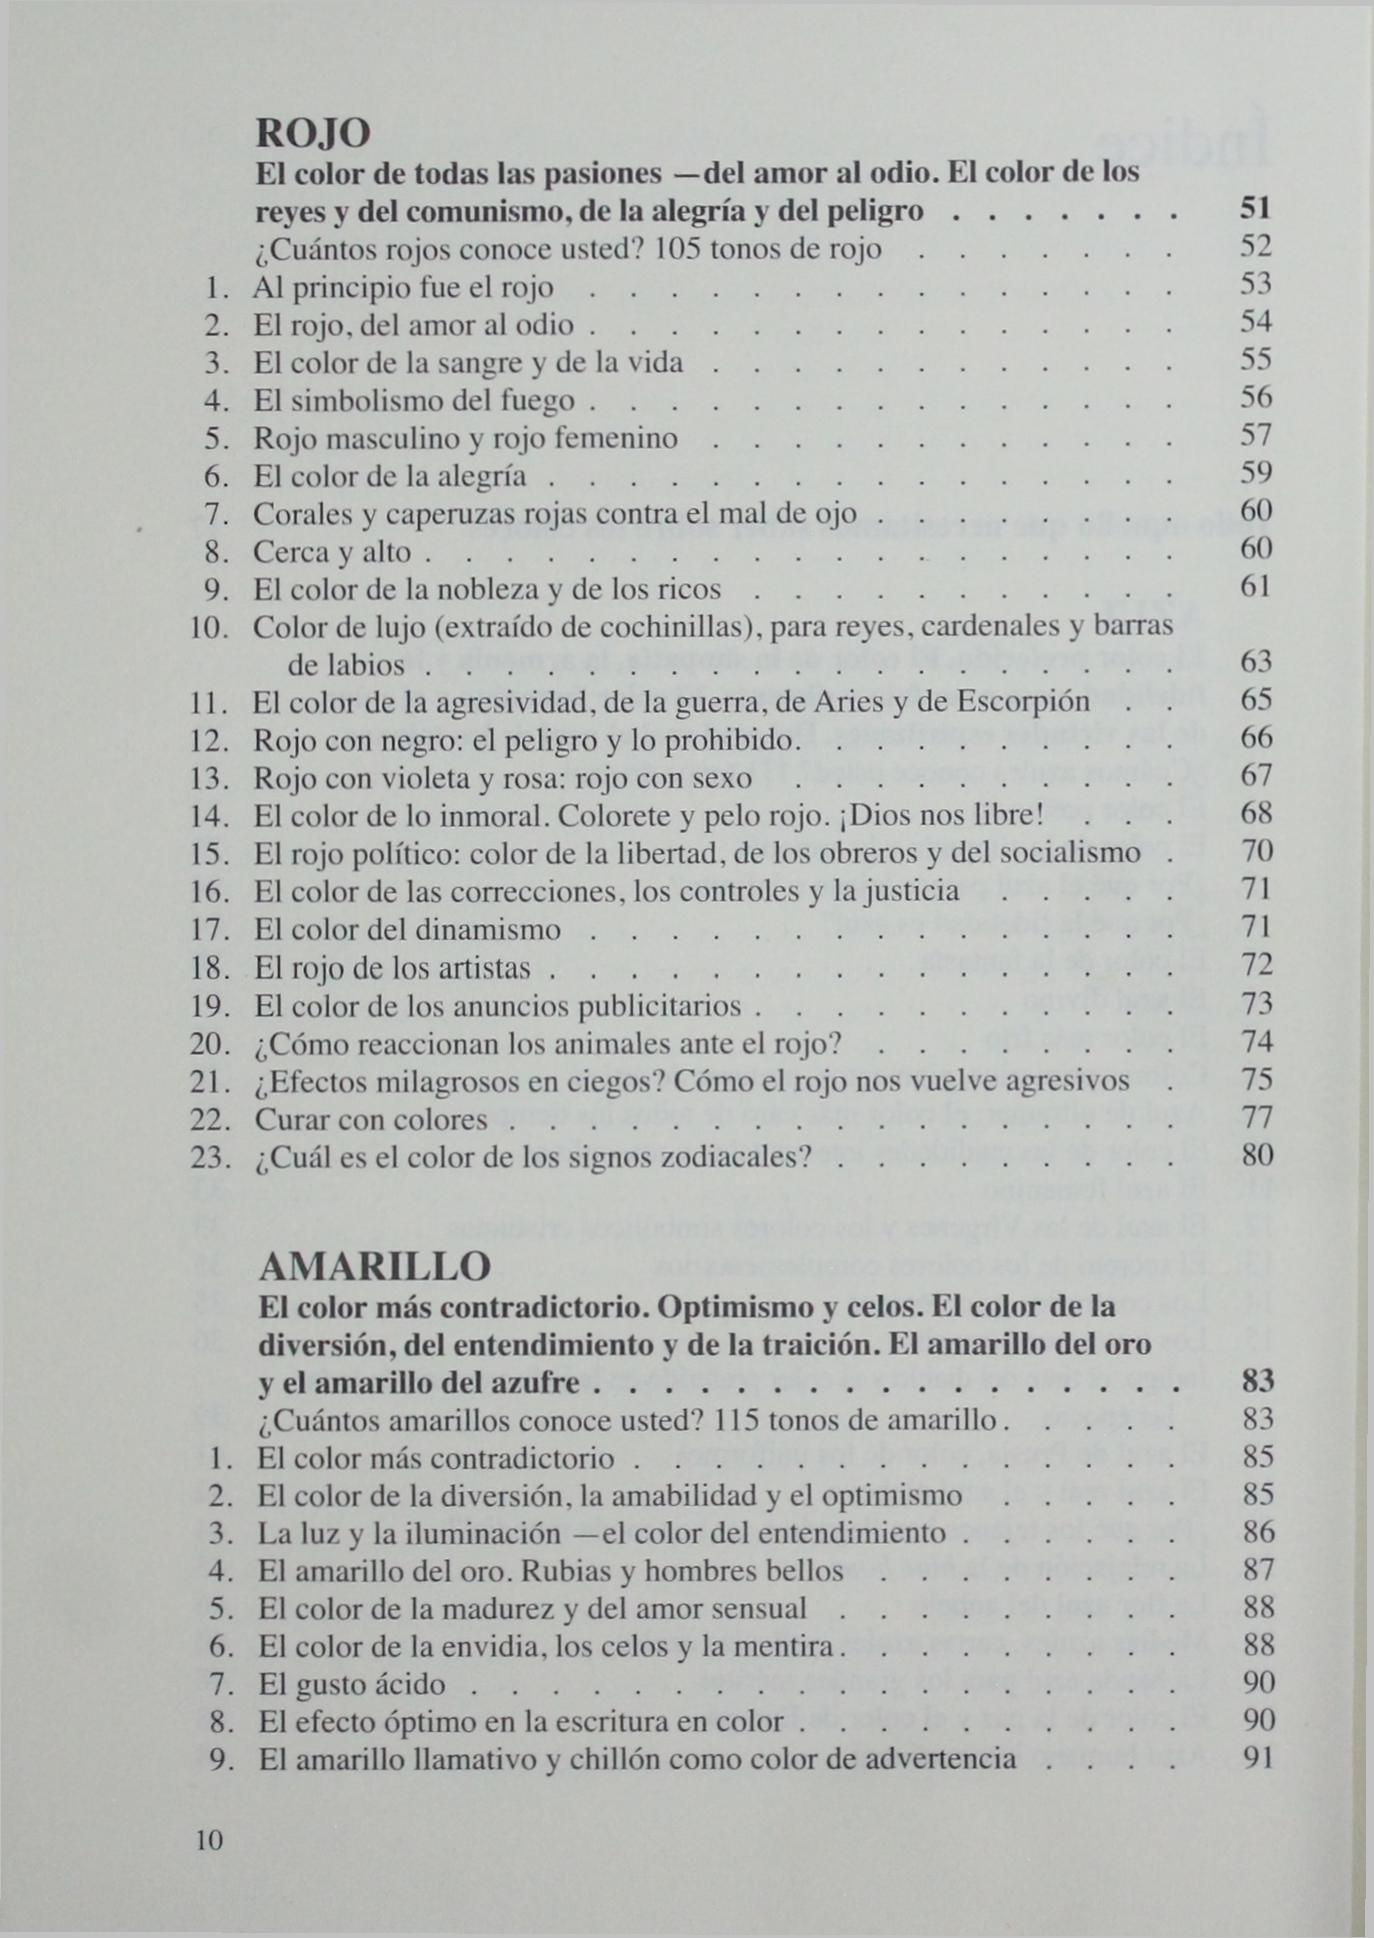 ROJO
El color de todas las pasiones —del amor al odio. El color de los
reyes y del comunismo, de la alegría y del peligro . . . . . . . 51
¿Cuántos rojos conoce usted? 105 tonos de rojo . . . . . . . 52
1. Al principio fue el rojo . . . . . . . . . . . . . . . 53
2. El rojo, del amor al odio . . . . . . . . . . . . . . . 54
3. El color de la sangre y de la vida . . . . . . . . . . . . 55
4. El simbolismo del fuego . . . . . . . . . . . . . . . 56
5. Rojo masculino y rojo femenino . . . . . . . . . . . . 57
6. El color de la alegría . . . . . . . . . . . . . . . . 59
7. Corales y caperuzas rojas contra el mal de ojo . . . . . . . . 60
8. Cerca y alto . . . . . . . . . . . . . . . . . . . 60
9. El color de la nobleza y de los ricos . . . . . . . . . . . 61
10. Color de lujo (extraído de cochinillas), para reyes, cardenales y barras
de labios . . . . . . . . . . . . . . . . . . . 63
11. El color de la agresividad, de la guerra, de Aries y de Escorpión . . 65
12. Rojo con negro: el peligro y lo prohibido. . . . . . . . . . 66
13. Rojo con violeta y rosa: rojo con sexo . . . . . . . . . . 67
14. El color de lo inmoral. Colorete y pelo rojo. ¡Dios nos libre! . . . 68
15. El rojo político: color de la libertad, de los obreros y del socialismo . 70
16. El color de las correcciones, los controles y la justicia . . . . . 71
17. El color del dinamismo . . . . . . . . . . . . . . . 71
18. El rojo de los artistas . . . . . . . . . . . . . . . . 72
19. El color de los anuncios publicitarios . . . . . . . . . . . 73
20. ¿Cómo reaccionan los animales ante el rojo? . . . . . . . . 74
21. ¿Efectos milagrosos en ciegos? Cómo el rojo nos vuelve agresivos . 75
22. Curar con colores . . . . . . . . . . . . . . . . . 77
23. ¿Cuál es el color de los signos zodiacales? . . . . . . . . . 80
AMARILLO
El color más contradictorio. Optimismo y celos. El color de la
diversión, del entendimiento y de la traición. El amarillo del oro
y el amarillo del azufre . . . . . . . . . . . . . . . . . 83
¿Cuántos amarillos conoce usted? 115 tonos de amarillo . . . . . 83
1. El color más contradictorio . . . . . . . . . . . . . . 85
2. El color de la diversión, la amabilidad y el optimismo . . . . . 85
3. La luz y la iluminación —el color del entendimiento . . . . . . 86
4. El amarillo del oro. Rubias y hombres bellos . . . . . . . . 87
5. El color de la madurez y del amor sensual . . . . . . . . . 88
6. El color de la envidia, los celos y la mentira . . . . . . . . . 88
7. El gusto ácido . . . . . . . . . . . . . . . . . . 90
8. El efecto óptimo en la escritura en color . . . . . . . . . . 90
9. El amarillo llamativo y chillón como color de advertencia . . . . 91
10